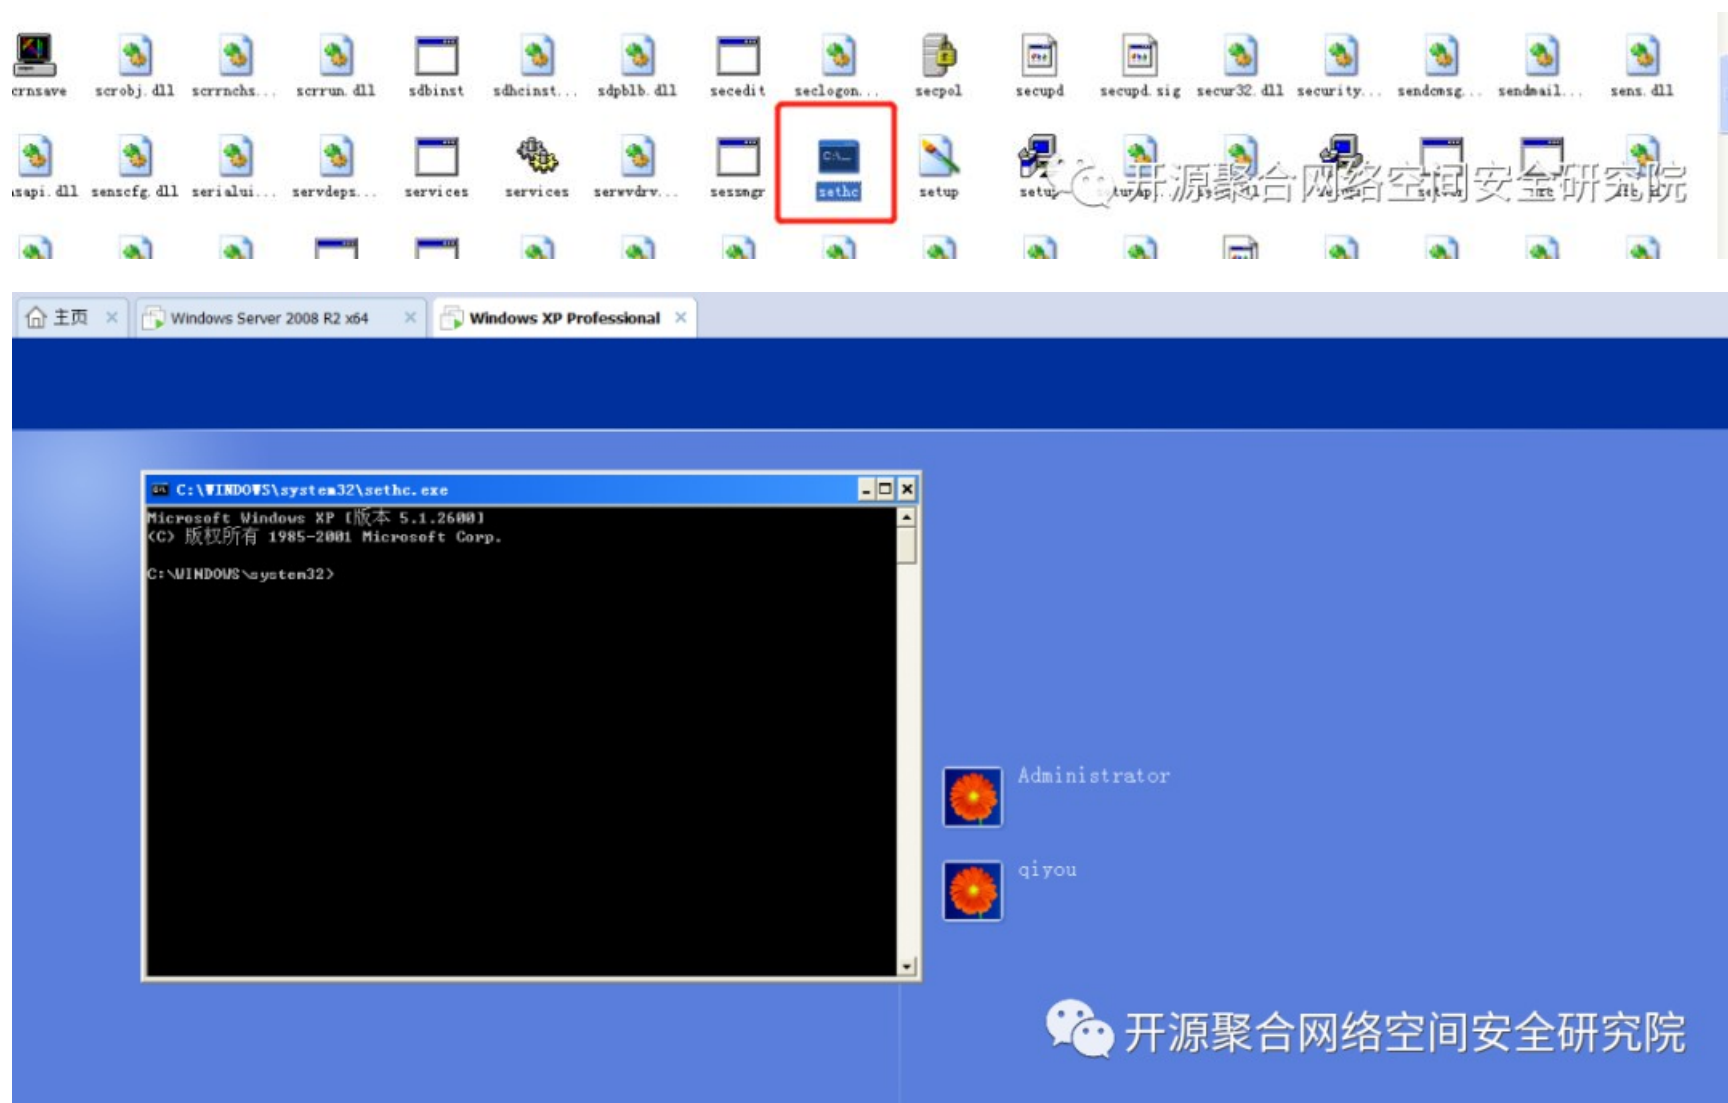 crnsave scrobj.dll scrrnchs... scrrun.dll sdbinst sdhcinst... sdpblb.dll secedit seclogon... secpol secupd secupd.sig secur32.dll security... sendcmsg... sendmail... sens.dll
sapi.dll senscfg.dll serialui... servdeps... services services serwvdrv... sessmgr sethc setup setup
开源聚合网络空间安全研究院
主页 Windows Server 2008 R2 x64 Windows XP Professional
C:\WINDOWS\system32\sethc.exe
Microsoft Windows XP [版本 5.1.2600]
(C) 版权所有 1985-2001 Microsoft Corp.
C:\WINDOWS\system32>
Administrator
qiyou
开源聚合网络空间安全研究院